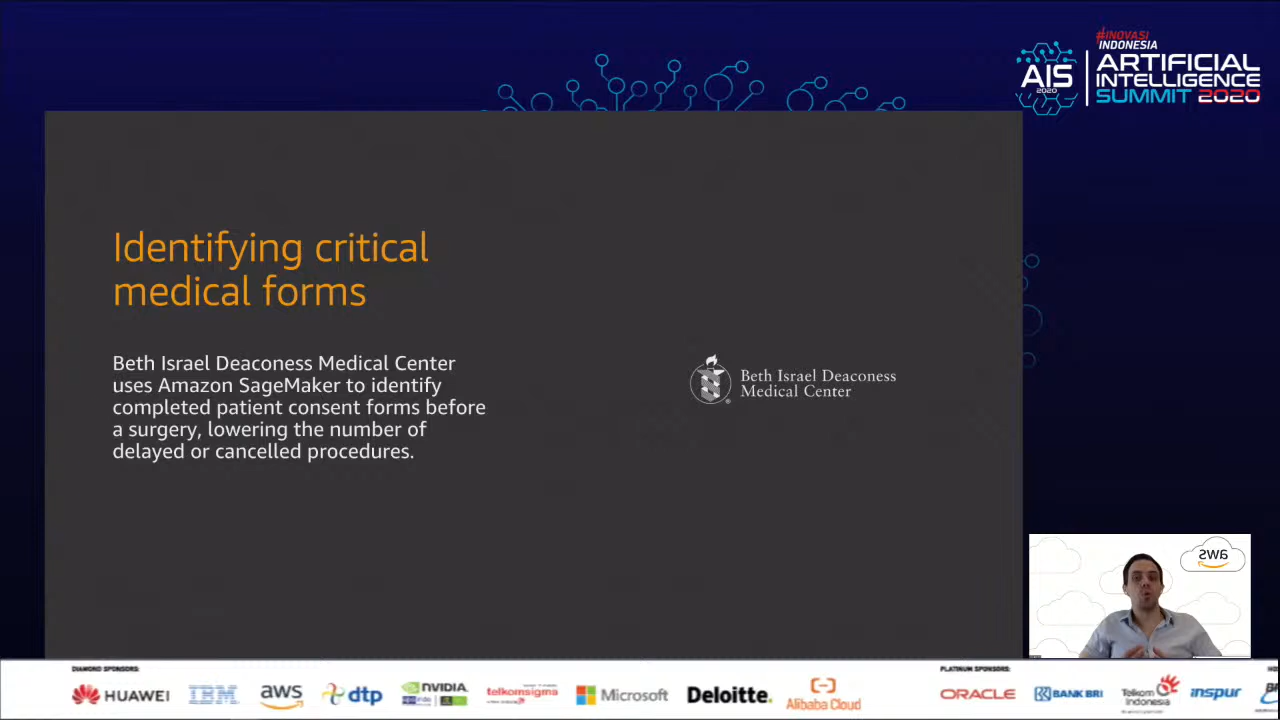 #INOVASI
INDONESIA
AIS
2020
ARTIFICIAL
INTELLIGENCE
SUMMIT 2020
Identifying critical
medical forms
Beth Israel Deaconess Medical Center
uses Amazon SageMaker to identify
completed patient consent forms before
a surgery, lowering the number of
delayed or cancelled procedures.
Beth Israel Deaconess
Medical Center
aws
DIAMOND SPONSORS:
HUAWEI
IBM
aws
dtp
NVIDIA
telkomsigma
Microsoft
Deloitte.
Alibaba Cloud
PLATINUM SPONSORS:
ORACLE
BANK BRI
Telkom
Indonesia
inspur